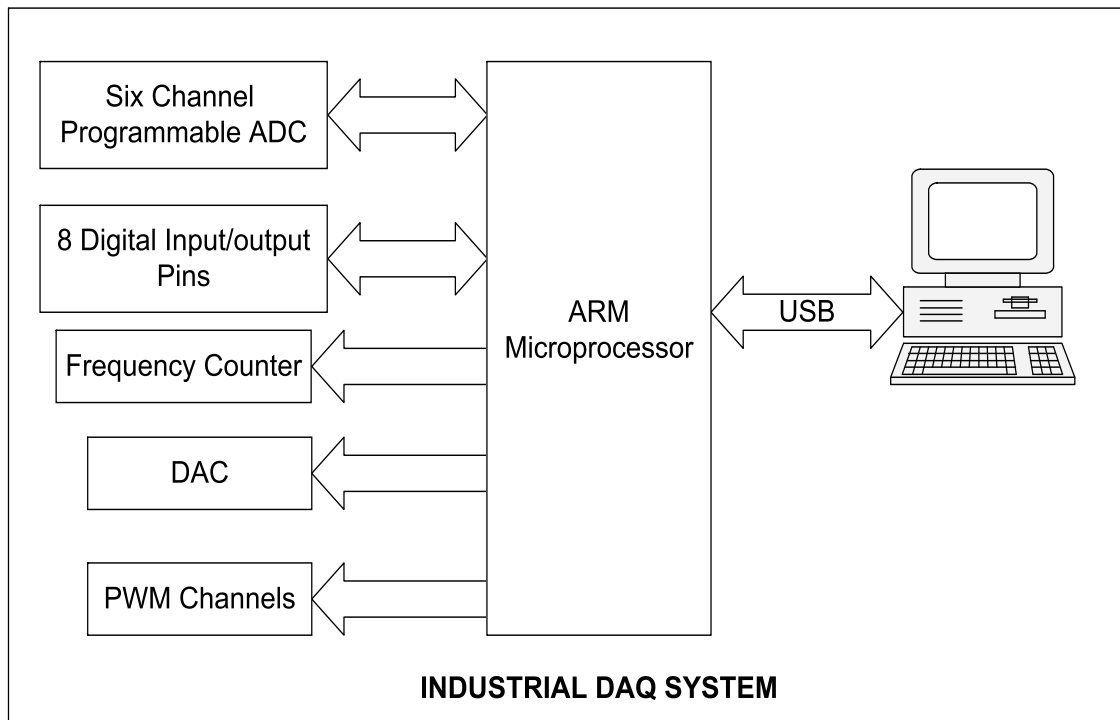 Six Channel
Programmable ADC
8 Digital Input/output
Pins
Frequency Counter
DAC
PWM Channels
ARM
Microprocessor
USB
INDUSTRIAL DAQ SYSTEM